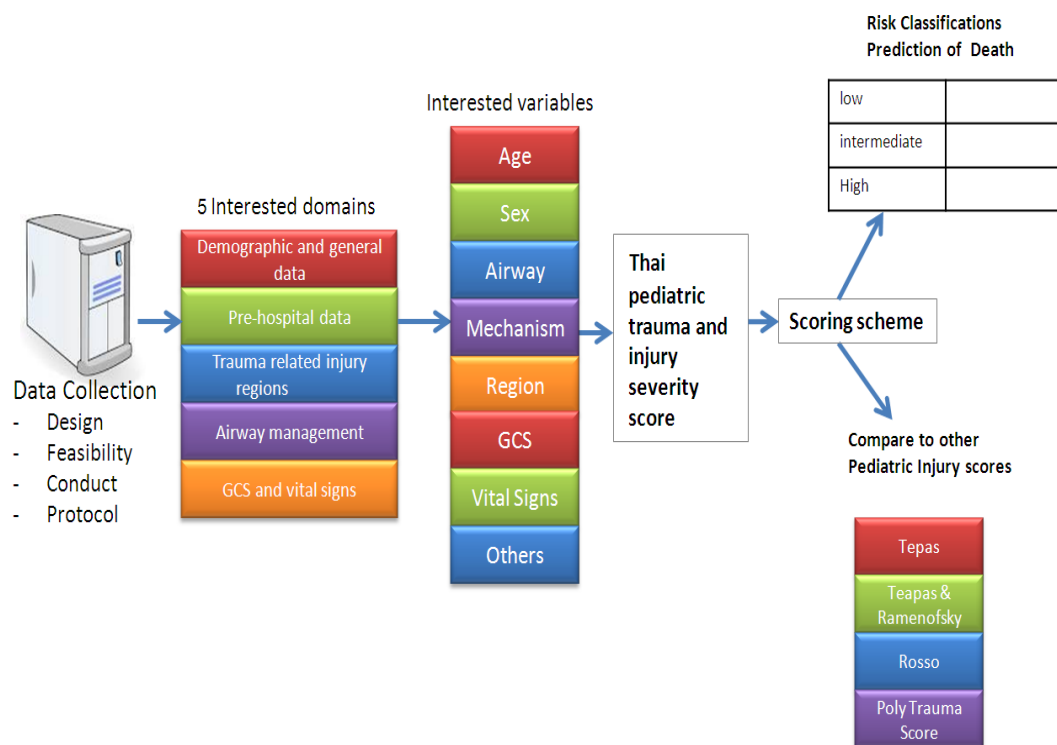 Data Collection
- Design
- Feasibility
- Conduct
- Protocol
5 Interested domains
Demographic and general
data
Pre-hospital data
Trauma related injury
regions
Airway management
GCS and vital signs
Interested variables
Age
Sex
Airway
Mechanism
Region
GCS
Vital Signs
Others
Thai
pediatric
trauma and
injury
severity
score
Scoring scheme
Risk Classifications
Prediction of Death
low
intermediate
High
Compare to other
Pediatric Injury scores
Tepas
Teapas &
Ramenofsky
Rosso
Poly Trauma
Score